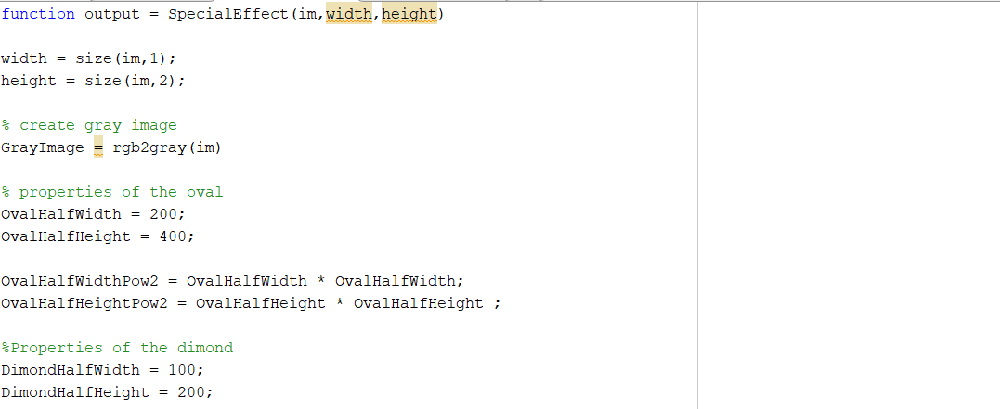 function output = SpecialEffect(im,width,height)
width = size(im,1);
height = size(im,2);
% create gray image
GrayImage = rgb2gray(im)
% properties of the oval
OvalHalfWidth = 200;
OvalHalfHeight = 400;
OvalHalfWidthPow2 = OvalHalfWidth * OvalHalfWidth;
OvalHalfHeightPow2 = OvalHalfHeight * OvalHalfHeight ;
%Properties of the dimond
DimondHalfWidth = 100;
DimondHalfHeight = 200;